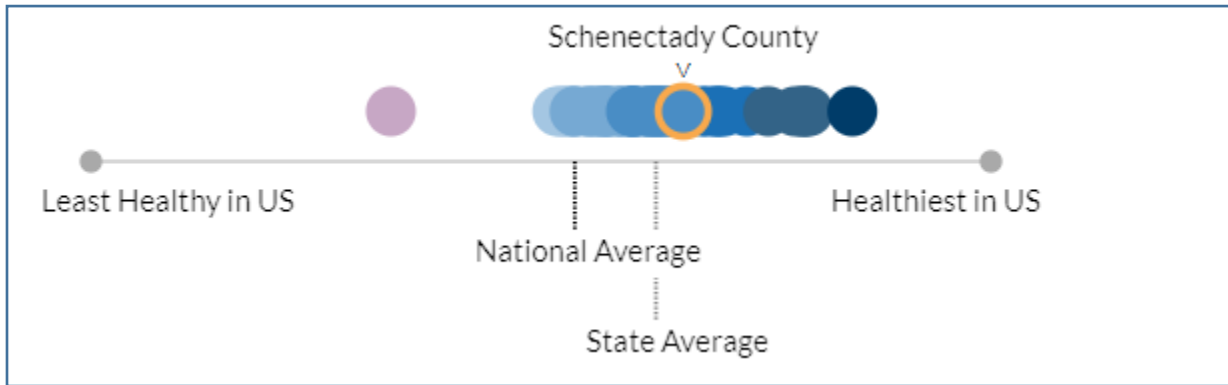 Schenectady County
Least Healthy in US
Healthiest in US
National Average
State Average